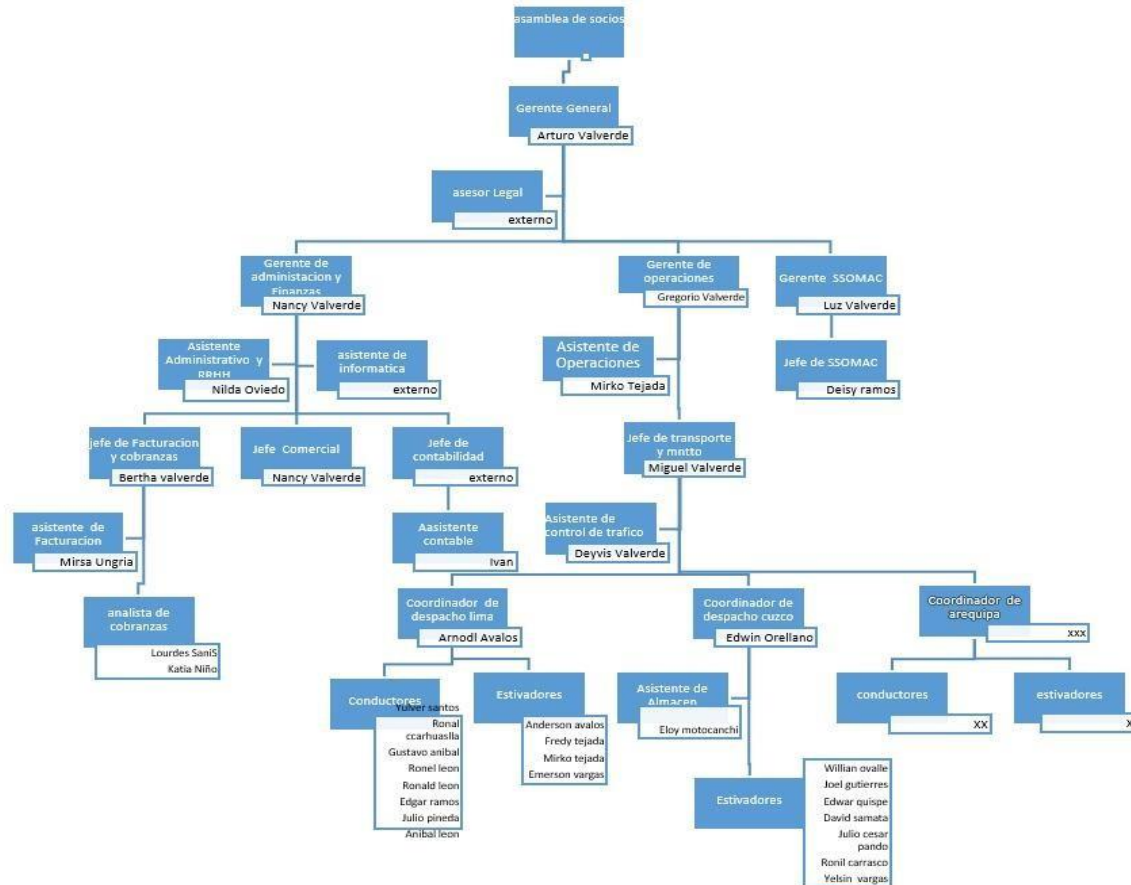 asamblea de socios
Gerente General
Arturo Valverde
asesor Legal
externo
Gerente de
administacion y
Finanzas
Nancy Valverde
Gerente de
operaciones
Gregorio Valverde
Gerente SSOMAC
Luz Valverde
Asistente
Administrativo y
RRHH
Nilda Oviedo
asistente de
informatica
externo
Asistente de
Operaciones
Mirko Tejada
Jefe de SSOMAC
Deisy ramos
jefe de Facturacion
y cobranzas
Bertha valverde
Jefe Comercial
Nancy Valverde
Jefe de
contabilidad
externo
Jefe de transporte
y mntto
Miguel Valverde
asistente de
Facturacion
Mirsa Ungria
Aasistente
contable
Ivan
Asistente de
control de trafico
Deyvis Valverde
analista de
cobranzas
Lourdes SaniS
Katia Niño
Coordinador de
despacho lima
Arnodl Avalos
Coordinador de
despacho cuzco
Edwin Orellano
Coordinador de
arequipa
xxx
Conductores
Yulver santos
Ronal
ccarhuaslla
Gustavo anibal
Ronel leon
Ronald leon
Edgar ramos
Julio pineda
Anibal leon
Estivadores
Anderson avalos
Fredy tejada
Mirko tejada
Emerson vargas
Asistente de
Almacen
Eloy motocanchi
conductores
XX
estivadores
X
Estivadores
Willian ovalle
Joel gutierres
Edwar quispe
David samata
Julio cesar
pando
Ronil carrasco
Yelsin vargas